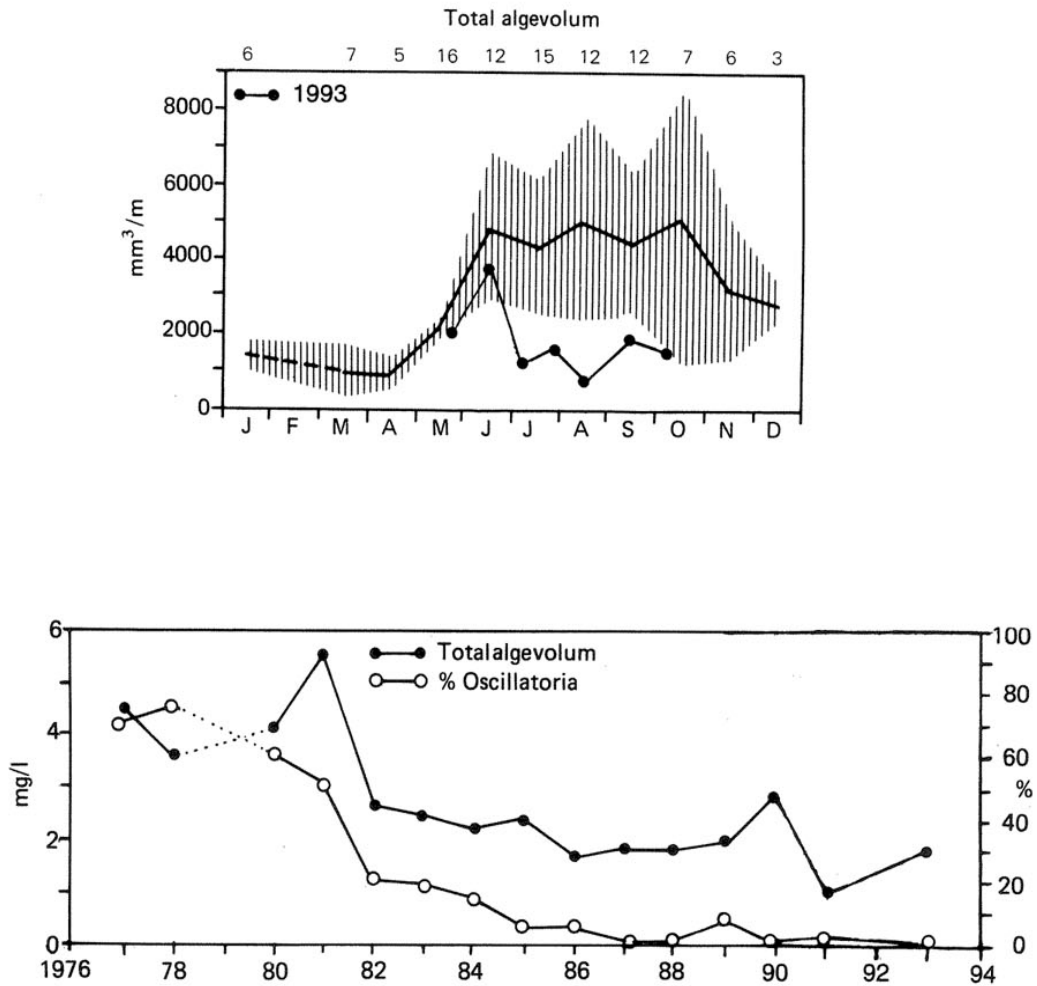 Total algevolum
6 7 5 16 12 15 12 12 7 6 3
1993
8000
6000
4000
2000
0
mm³/m
J F M A M J J A S O N D
6
4
2
0
mg/l
Totalalgevolum
% Oscillatoria
100
80
60
%
40
20
0
1976 78 80 82 84 86 88 90 92 94